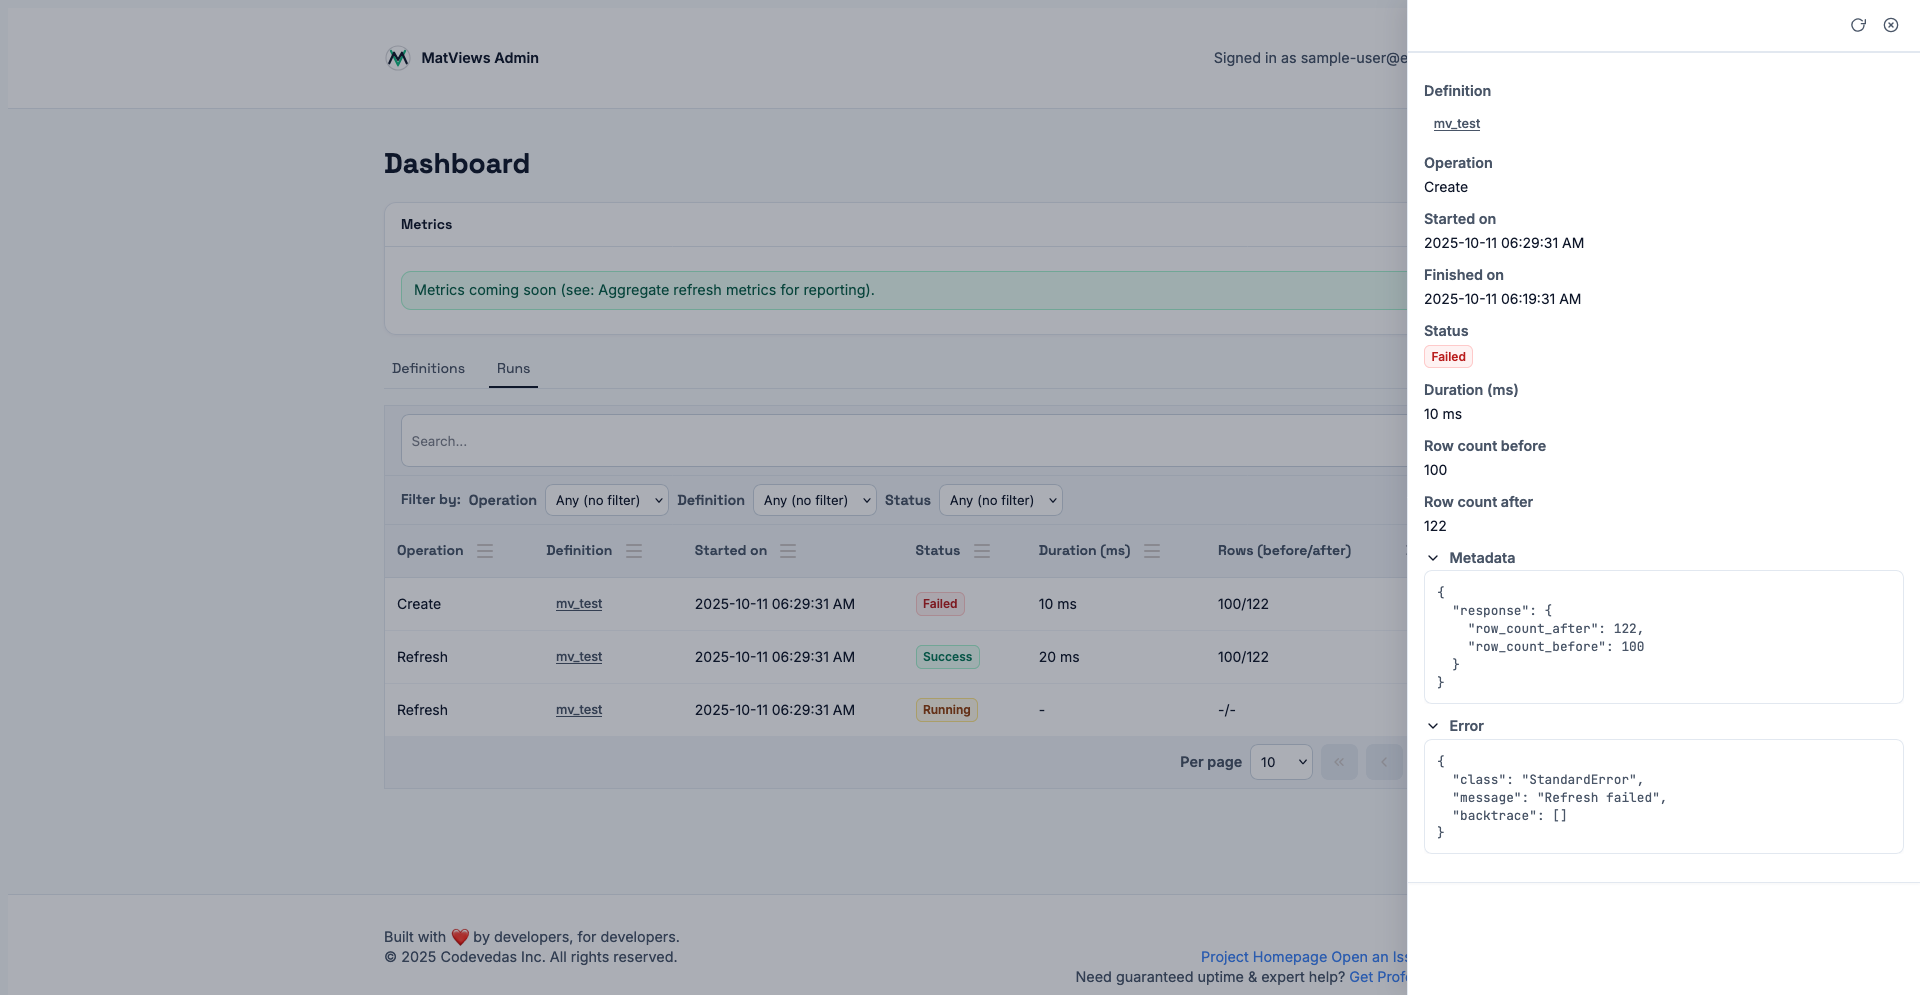 MatViews Admin
Signed in as sample-user@e
Dashboard
Metrics
Metrics coming soon (see: Aggregate refresh metrics for reporting).
Definitions Runs
Search...
Filter by: Operation Any (no filter) Definition Any (no filter) Status Any (no filter)
Operation Definition Started on Status Duration (ms) Rows (before/after)
Create mv_test 2025-10-11 06:29:31 AM Failed 10 ms 100/122
Refresh mv_test 2025-10-11 06:29:31 AM Success 20 ms 100/122
Refresh mv_test 2025-10-11 06:29:31 AM Running - -/-
Per page 10 « ‹
Built with ❤️ by developers, for developers.
© 2025 Codevedas Inc. All rights reserved.
Project Homepage Open an Iss
Need guaranteed uptime & expert help? Get Profe
Definition
mv_test
Operation
Create
Started on
2025-10-11 06:29:31 AM
Finished on
2025-10-11 06:19:31 AM
Status
Failed
Duration (ms)
10 ms
Row count before
100
Row count after
122
Metadata
{
  "response": {
    "row_count_after": 122,
    "row_count_before": 100
  }
}
Error
{
  "class": "StandardError",
  "message": "Refresh failed",
  "backtrace": []
}